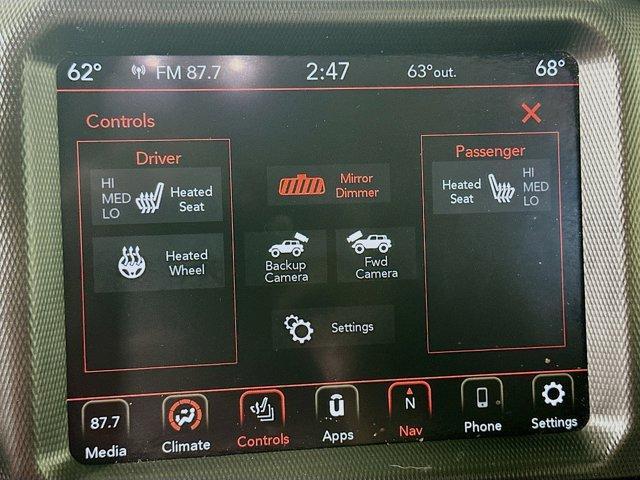 62° FM 87.7 2:47 63°out. 68°
Controls
Driver
HI
MED
LO
Heated
Seat
Heated
Wheel
Mirror
Dimmer
Backup
Camera
Fwd
Camera
Settings
Passenger
Heated
Seat
HI
MED
LO
87.7
Media
Climate
Controls
Apps
N
Nav
Phone
Settings